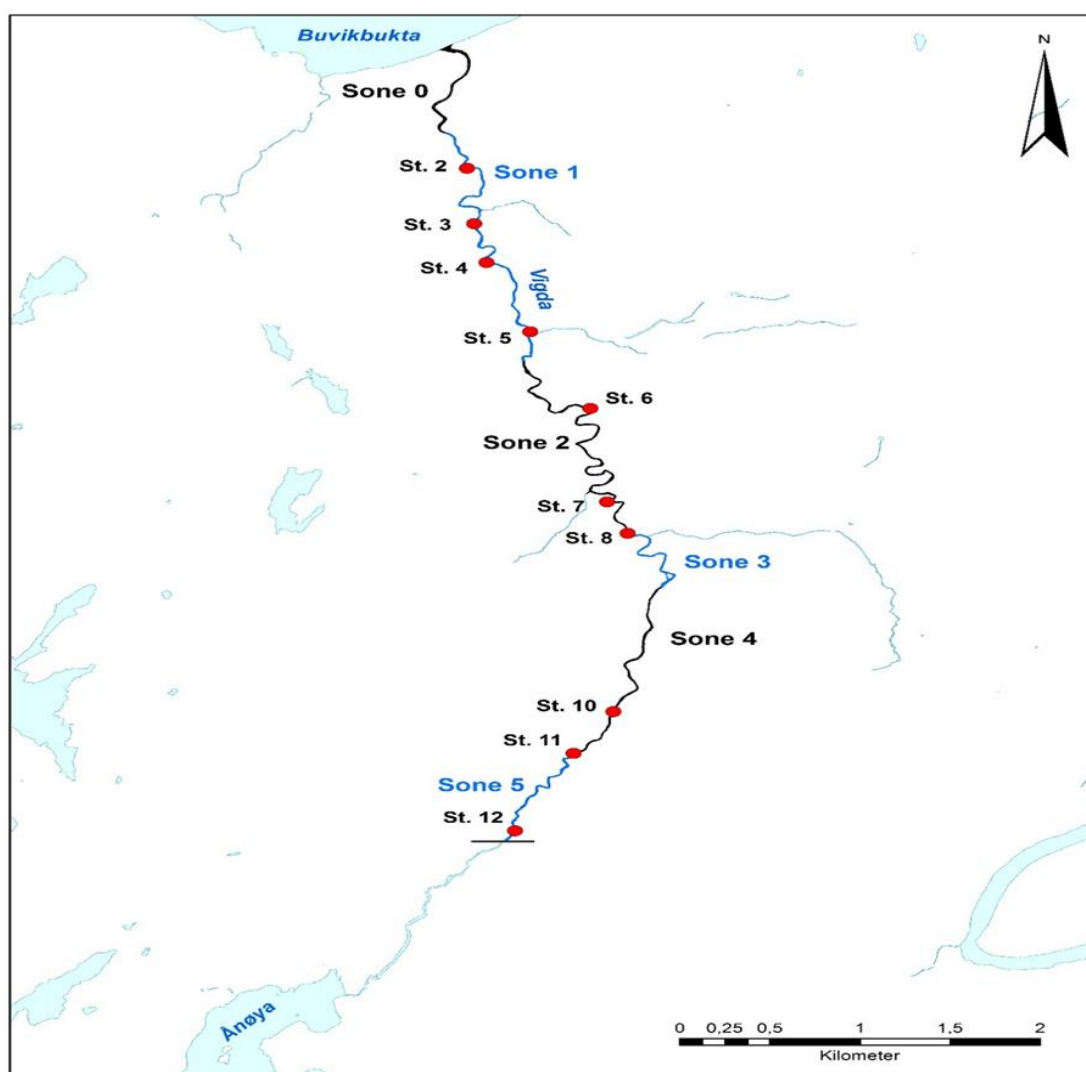 Buvikbukta
N
Sone 0
St. 2
Sone 1
St. 3
St. 4
Vigda
St. 5
St. 6
Sone 2
St. 7
St. 8
Sone 3
Sone 4
St. 10
St. 11
Sone 5
St. 12
Ånøya
0 0,25 0,5 1 1,5 2
Kilometer